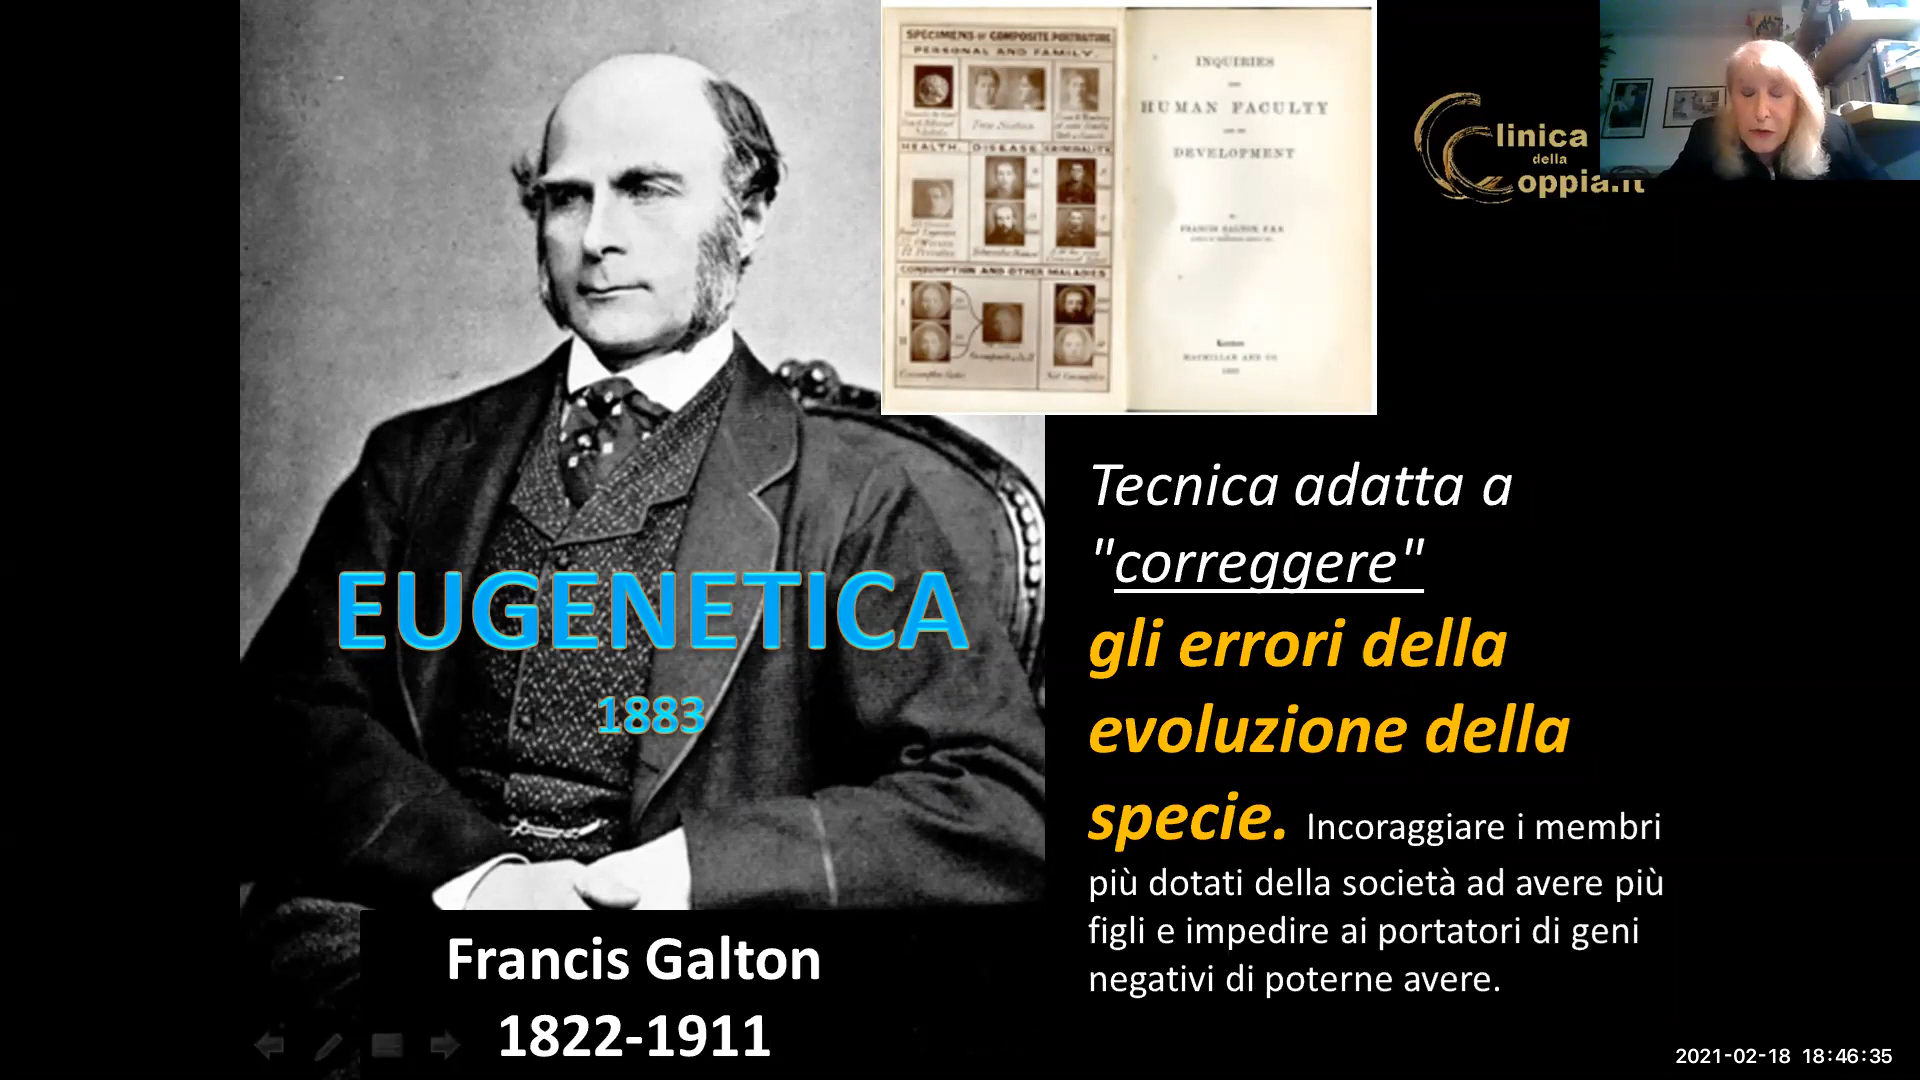 SPECIMENS OF COMPOSITE PORTRAITURE
PERSONAL AND FAMILY.
HEALTH. DISEASE. CRIMINALITY.
CONSUMPTION AND OTHER MALADIES
INQUIRIES
HUMAN FACULTY
DEVELOPMENT
FRANCIS GALTON, F.R.S.
London
MACMILLAN AND CO
1883
Clinica
della
Coppia.it
EUGENETICA
1883
Francis Galton
1822-1911
Tecnica adatta a
"correggere"
gli errori della
evoluzione della
specie. Incoraggiare i membri
più dotati della società ad avere più
figli e impedire ai portatori di geni
negativi di poterne avere.
2021-02-18 18:46:35